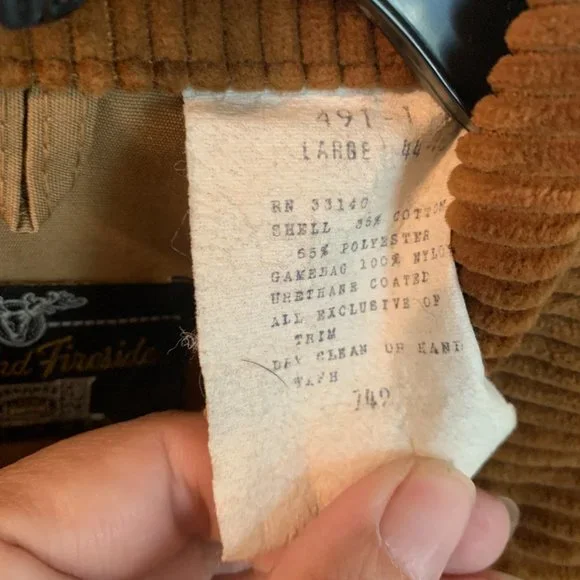 491-1
LARGE 44-
RN 33140
SHELL 35% COTTON
65% POLYESTER
GAMEBAG 100% NYLON
URETHANE COATED
ALL EXCLUSIVE OF
TRIM
DRY CLEAN OR HAND
WASH
749
nd Fireside